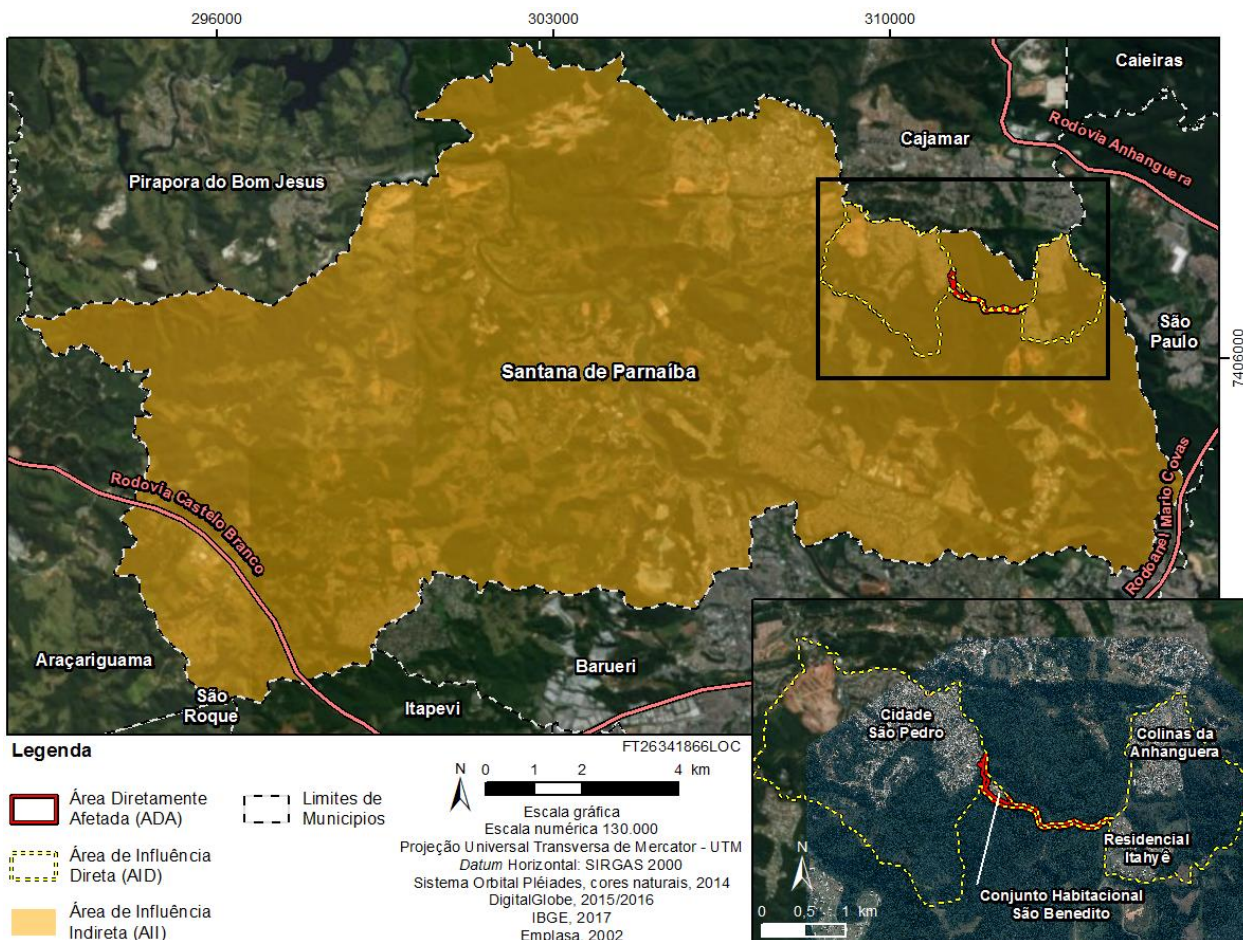 296000
303000
310000
Caieiras
Rodovia Anhanguera
Cajamar
Pirapora do Bom Jesus
São
Paulo
7406000
Santana de Parnaíba
Rodovia Castelo Branco
Rodoanel Mario Covas
Araçariguama
São
Roque
Itapevi
Barueri
Legenda
Área Diretamente
Afetada (ADA)
Área de Influência
Direta (AID)
Área de Influência
Indireta (AII)
Limites de
Municipios
FT26341866LOC
N
0 1 2 4 km
Escala gráfica
Escala numérica 130.000
Projeção Universal Transversa de Mercator - UTM
Datum Horizontal: SIRGAS 2000
Sistema Orbital Plêiades, cores naturais, 2014
DigitalGlobe, 2015/2016
IBGE, 2017
Emplasa, 2002
Cidade
São Pedro
Colinas da
Anhanguera
Residencial
Itahyê
Conjunto Habitacional
São Benedito
N
0 0,5 1 km